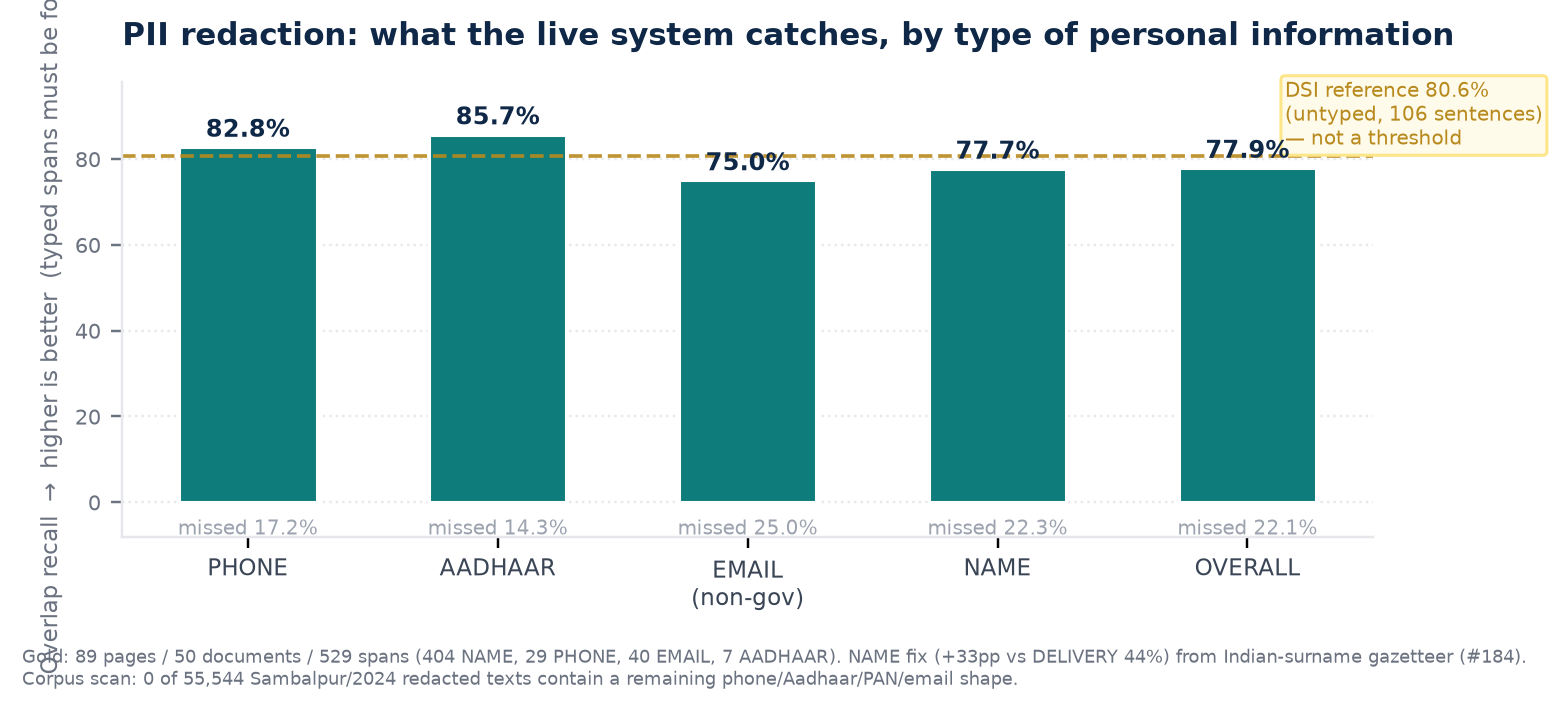 PII redaction: what the live system catches, by type of personal information
DSI reference 80.6%
(untyped, 106 sentences)
— not a threshold
Overlap recall → higher is better (typed spans must be fo
82.8%
85.7%
75.0%
77.7%
77.9%
80
60
40
20
0
missed 17.2%
missed 14.3%
missed 25.0%
missed 22.3%
missed 22.1%
PHONE
AADHAAR
EMAIL
(non-gov)
NAME
OVERALL
Gold: 89 pages / 50 documents / 529 spans (404 NAME, 29 PHONE, 40 EMAIL, 7 AADHAAR). NAME fix (+33pp vs DELIVERY 44%) from Indian-surname gazetteer (#184).
Corpus scan: 0 of 55,544 Sambalpur/2024 redacted texts contain a remaining phone/Aadhaar/PAN/email shape.